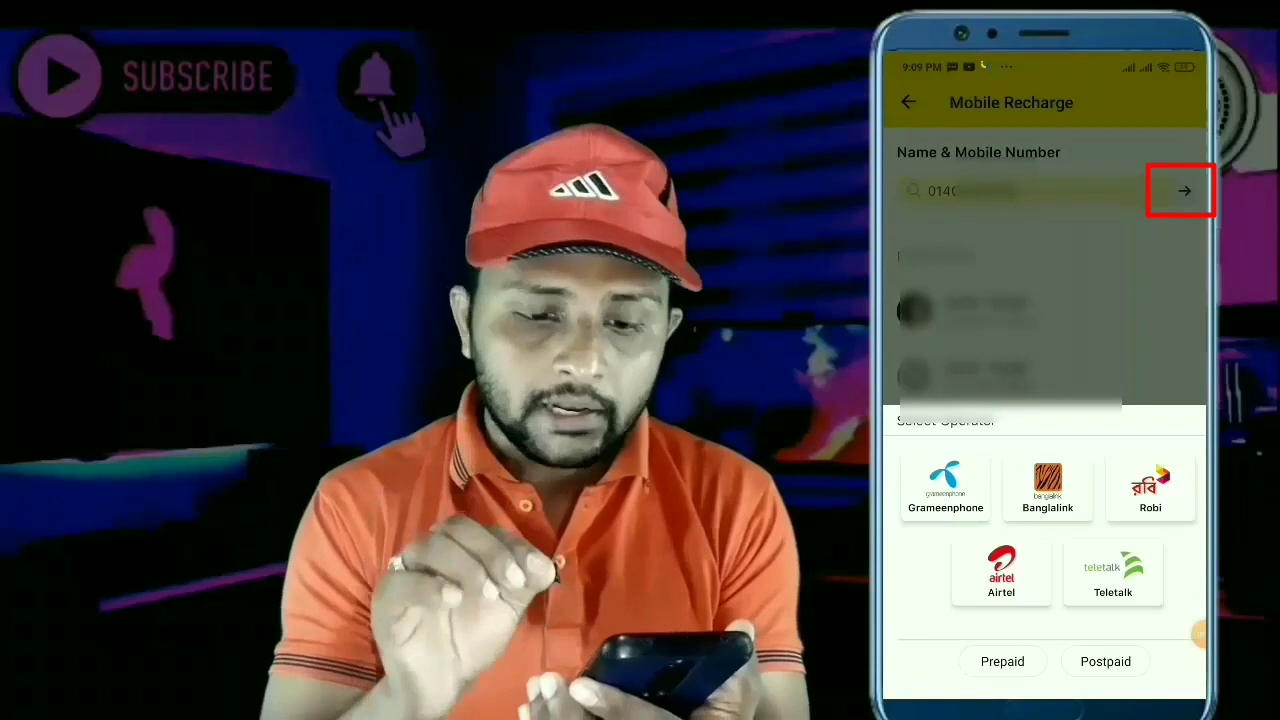 SUBSCRIBE
9:09 PM
Mobile Recharge
Name & Mobile Number
014
Select Operator
grameenphone
Grameenphone
banglalink
Banglalink
রবি
Robi
airtel
Airtel
teletalk
Teletalk
Prepaid
Postpaid